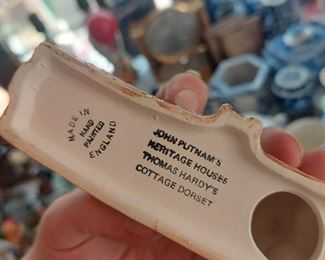 MADE IN
HAND
PAINTED
ENGLAND
JOHN PUTNAM'S
HERITAGE HOUSES
THOMAS HARDY'S
COTTAGE DORSET